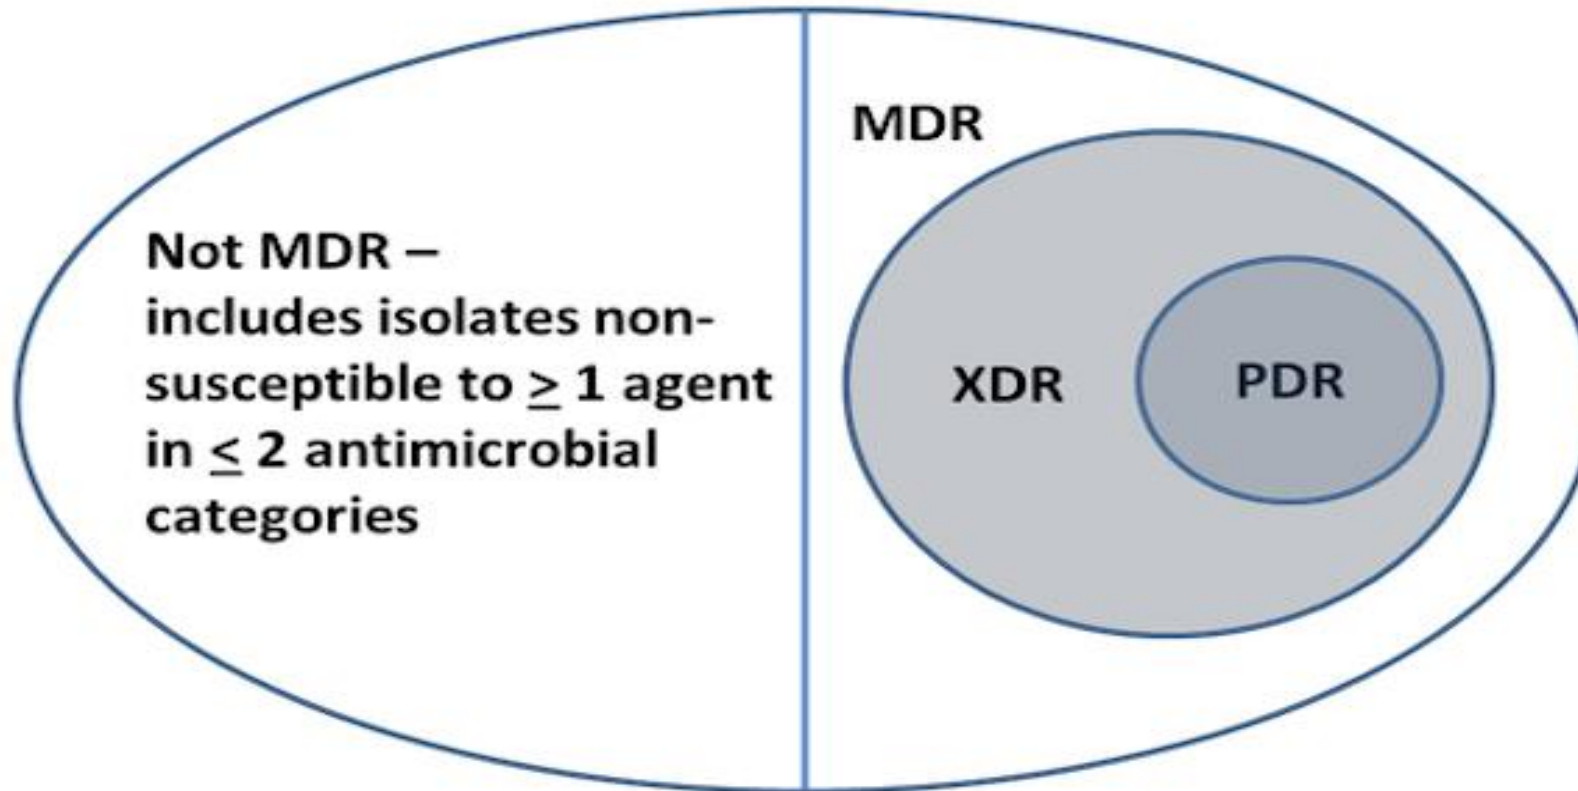 Not MDR –
includes isolates non-
susceptible to ≥ 1 agent
in ≤ 2 antimicrobial
categories
MDR
XDR
PDR